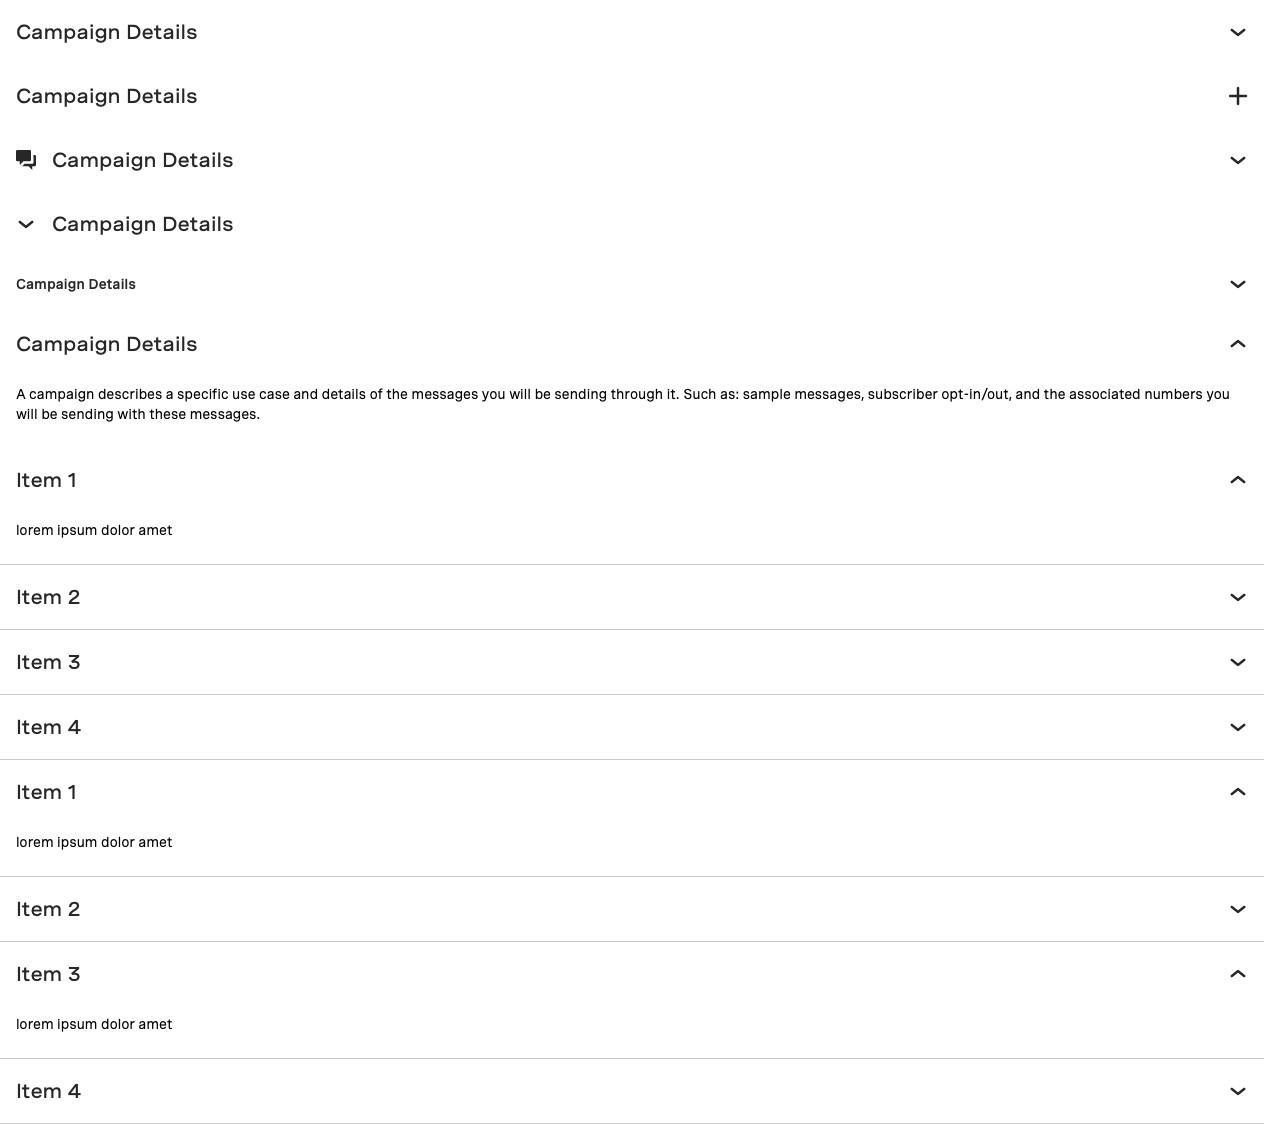 Campaign Details
Campaign Details
Campaign Details
Campaign Details
Campaign Details
Campaign Details
A campaign describes a specific use case and details of the messages you will be sending through it. Such as: sample messages, subscriber opt-in/out, and the associated numbers you
will be sending with these messages.
Item 1
lorem ipsum dolor amet
Item 2
Item 3
Item 4
Item 1
lorem ipsum dolor amet
Item 2
Item 3
lorem ipsum dolor amet
Item 4